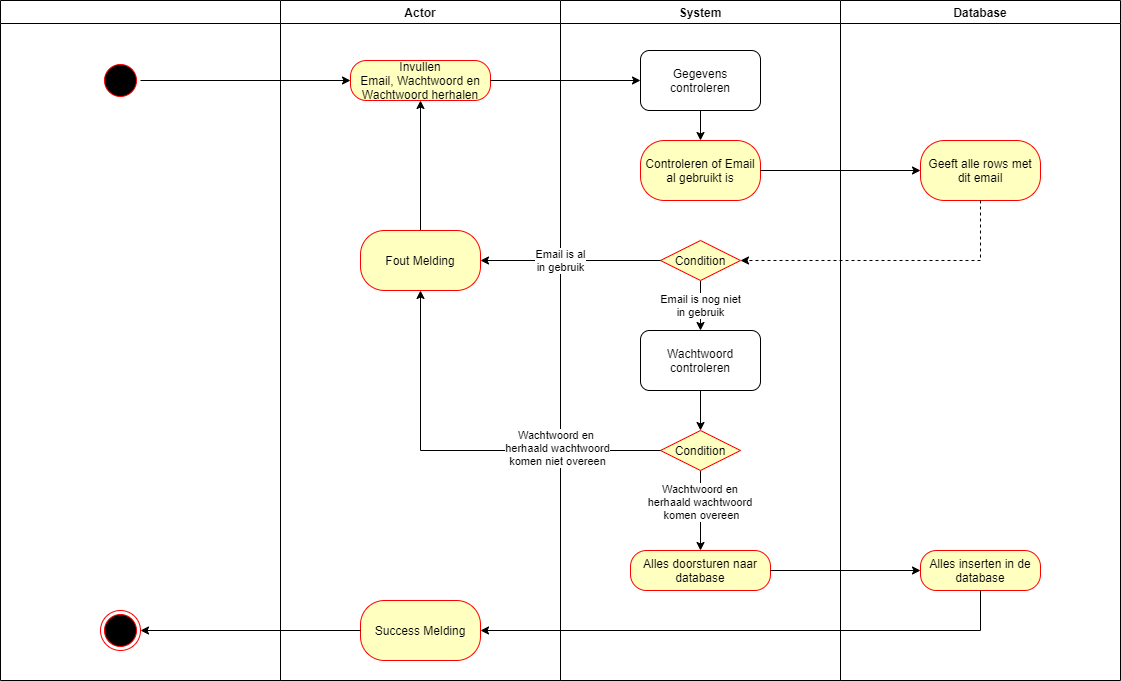 Actor
System
Database
Invullen
Email, Wachtwoord en
Wachtwoord herhalen
Gegevens
controleren
Controleren of Email
al gebruikt is
Geeft alle rows met
dit email
Fout Melding
Email is al
in gebruik
Condition
Email is nog niet
in gebruik
Wachtwoord
controleren
Wachtwoord en
herhaald wachtwoord
komen niet overeen
Condition
Wachtwoord en
herhaald wachtwoord
komen overeen
Alles doorsturen naar
database
Alles inserten in de
database
Success Melding